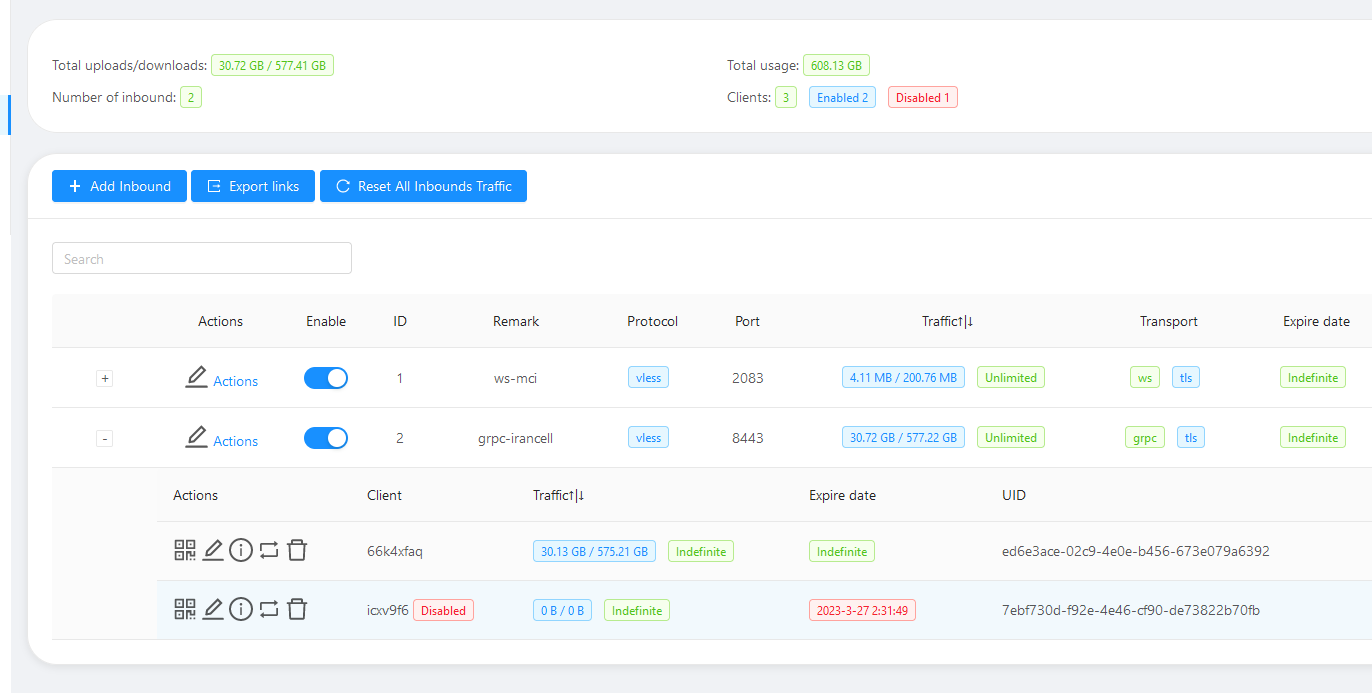 Total uploads/downloads: 30.72 GB / 577.41 GB Total usage: 608.13 GB
Number of inbound: 2 Clients: 3 Enabled 2 Disabled 1
+ Add Inbound Export links Reset All Inbounds Traffic
Search
Actions Enable ID Remark Protocol Port Traffic↑|↓ Transport Expire date
+ Actions 1 ws-mci vless 2083 4.11 MB / 200.76 MB Unlimited ws tls Indefinite
- Actions 2 grpc-irancell vless 8443 30.72 GB / 577.22 GB Unlimited grpc tls Indefinite
Actions Client Traffic↑|↓ Expire date UID
66k4xfaq 30.13 GB / 575.21 GB Indefinite Indefinite ed6e3ace-02c9-4e0e-b456-673e079a6392
icxv9f6 Disabled 0 B / 0 B Indefinite 2023-3-27 2:31:49 7ebf730d-f92e-4e46-cf90-de73822b70fb